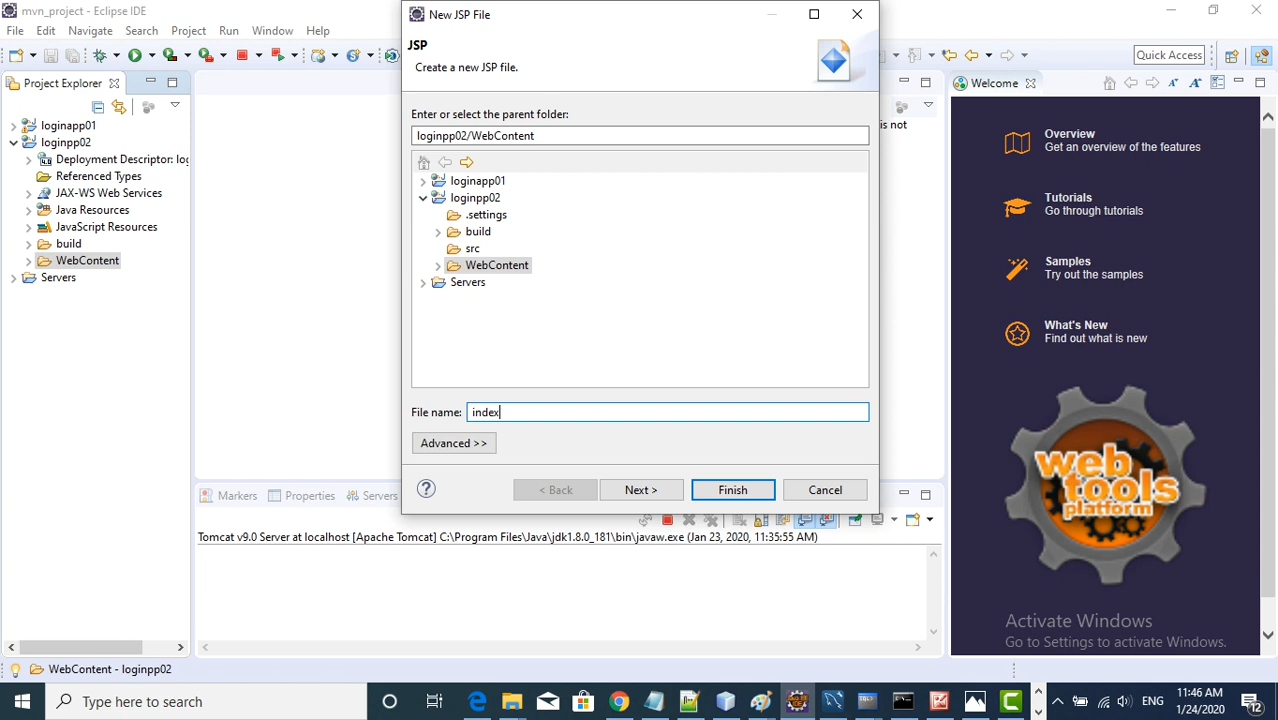 mvn_project - Eclipse IDE
File Edit Navigate Search Project Run Window Help
Quick Access
Project Explorer
loginapp01
loginpp02
Deployment Descriptor: log
Referenced Types
JAX-WS Web Services
Java Resources
JavaScript Resources
build
WebContent
Servers
New JSP File
JSP
Create a new JSP file.
Enter or select the parent folder:
loginpp02/WebContent
loginapp01
loginpp02
.settings
build
src
WebContent
Servers
File name: index
Advanced >>
< Back Next > Finish Cancel
is not
Welcome
Overview
Get an overview of the features
Tutorials
Go through tutorials
Samples
Try out the samples
What's New
Find out what is new
web
tools
platform
Activate Windows
Go to Settings to activate Windows.
Markers Properties Servers
Tomcat v9.0 Server at localhost [Apache Tomcat] C:\Program Files\Java\jdk1.8.0_181\bin\javaw.exe (Jan 23, 2020, 11:35:55 AM)
WebContent - loginpp02
Type here to search
ENG
11:46 AM
1/24/2020
12